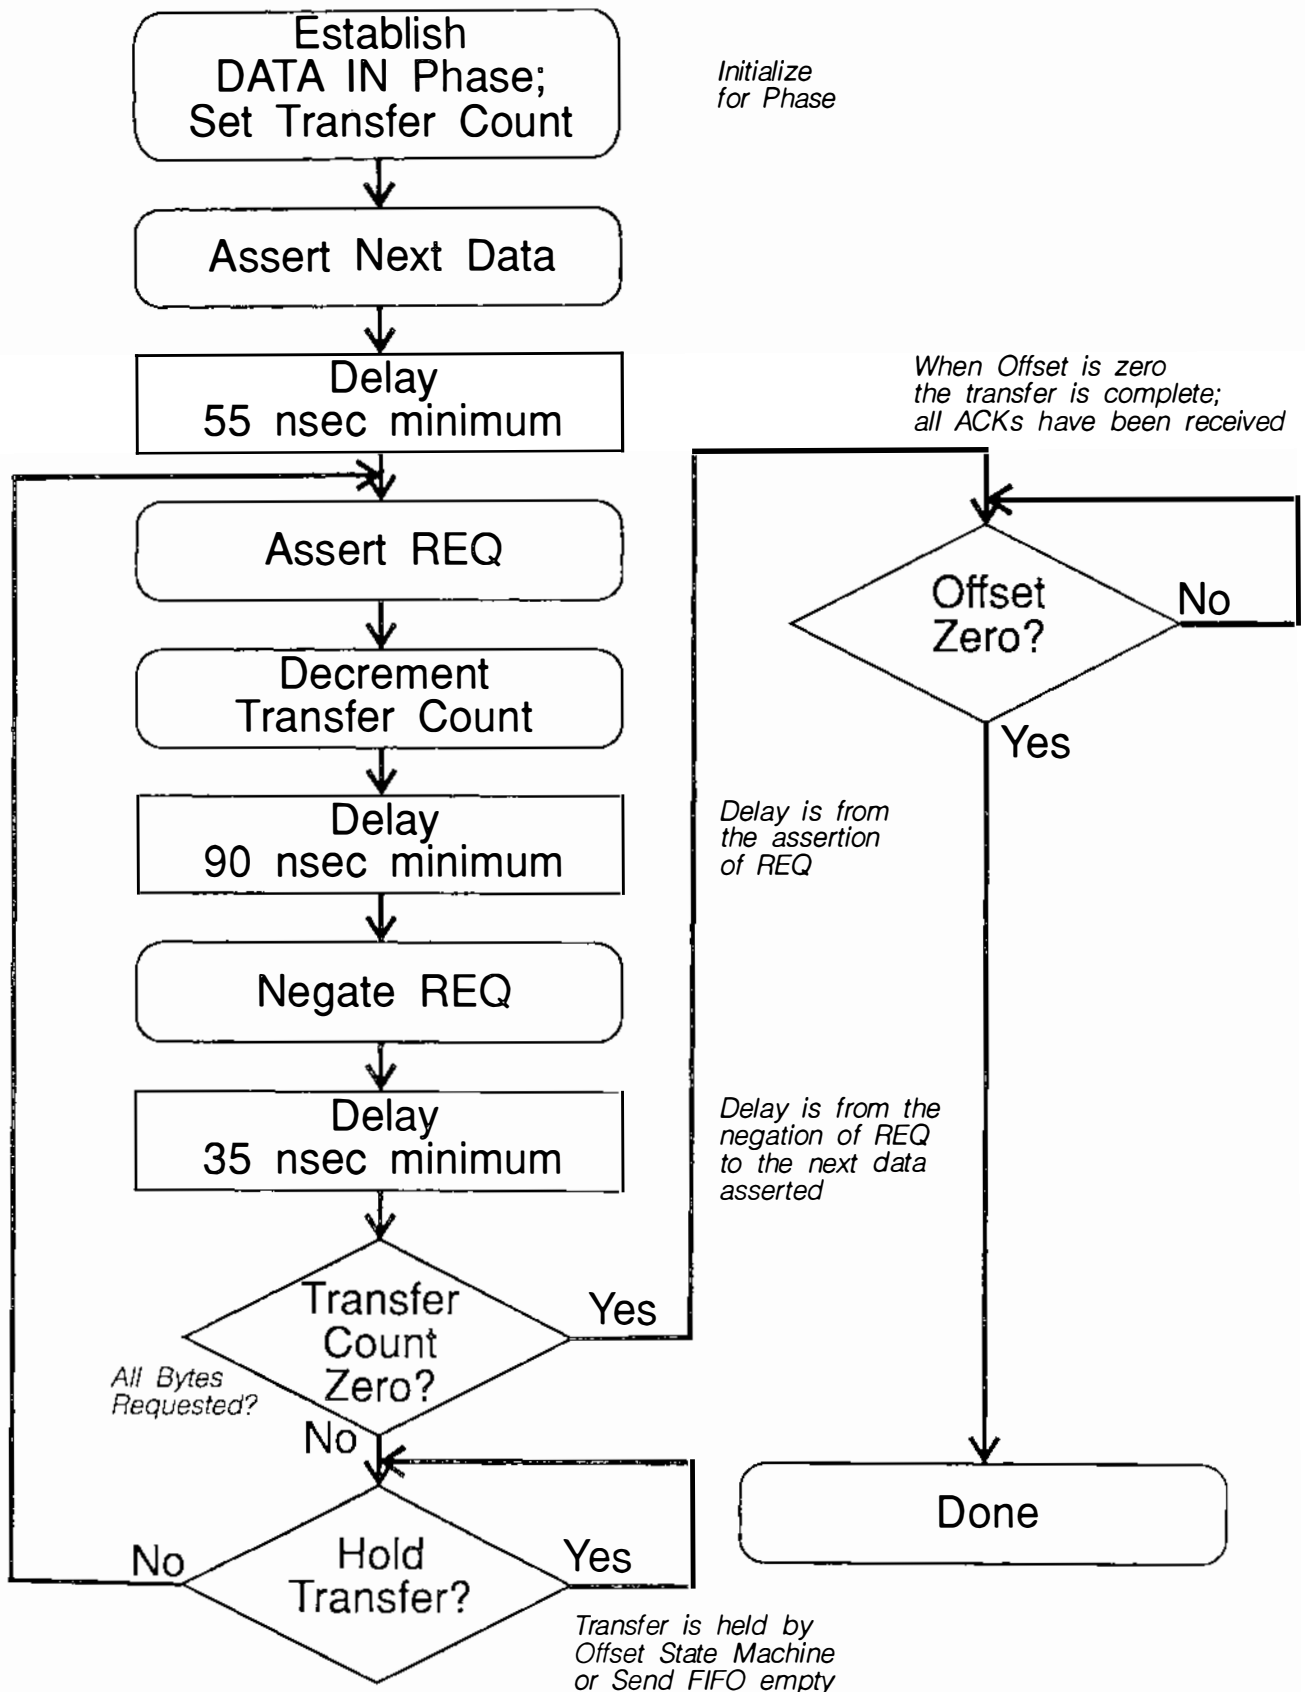 Establish
DATA IN Phase;
Set Transfer Count
Initialize
for Phase
Assert Next Data
Delay
55 nsec minimum
When Offset is zero
the transfer is complete;
all ACKs have been received
Assert REQ
Offset
Zero?
No
Yes
Decrement
Transfer Count
Delay
90 nsec minimum
Delay is from
the assertion
of REQ
Negate REQ
Delay
35 nsec minimum
Delay is from the
negation of REQ
to the next data
asserted
Transfer
Count
Zero?
Yes
All Bytes
Requested?
No
Hold
Transfer?
No
Yes
Transfer is held by
Offset State Machine
or Send FIFO empty
Done